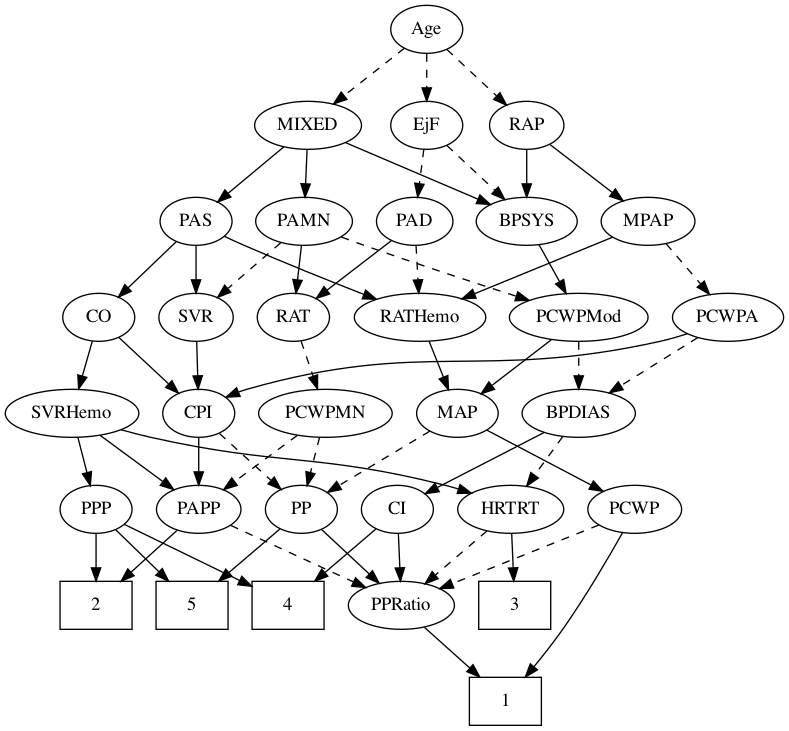 Age
MIXED
EjF
RAP
PAS
PAMN
PAD
BPSYS
MPAP
CO
SVR
RAT
RATHemo
PCWPMod
PCWPA
SVRHemo
CPI
PCWPMN
MAP
BPDIAS
PPP
PAPP
PP
CI
HRTRT
PCWP
2
5
4
PPRatio
3
1